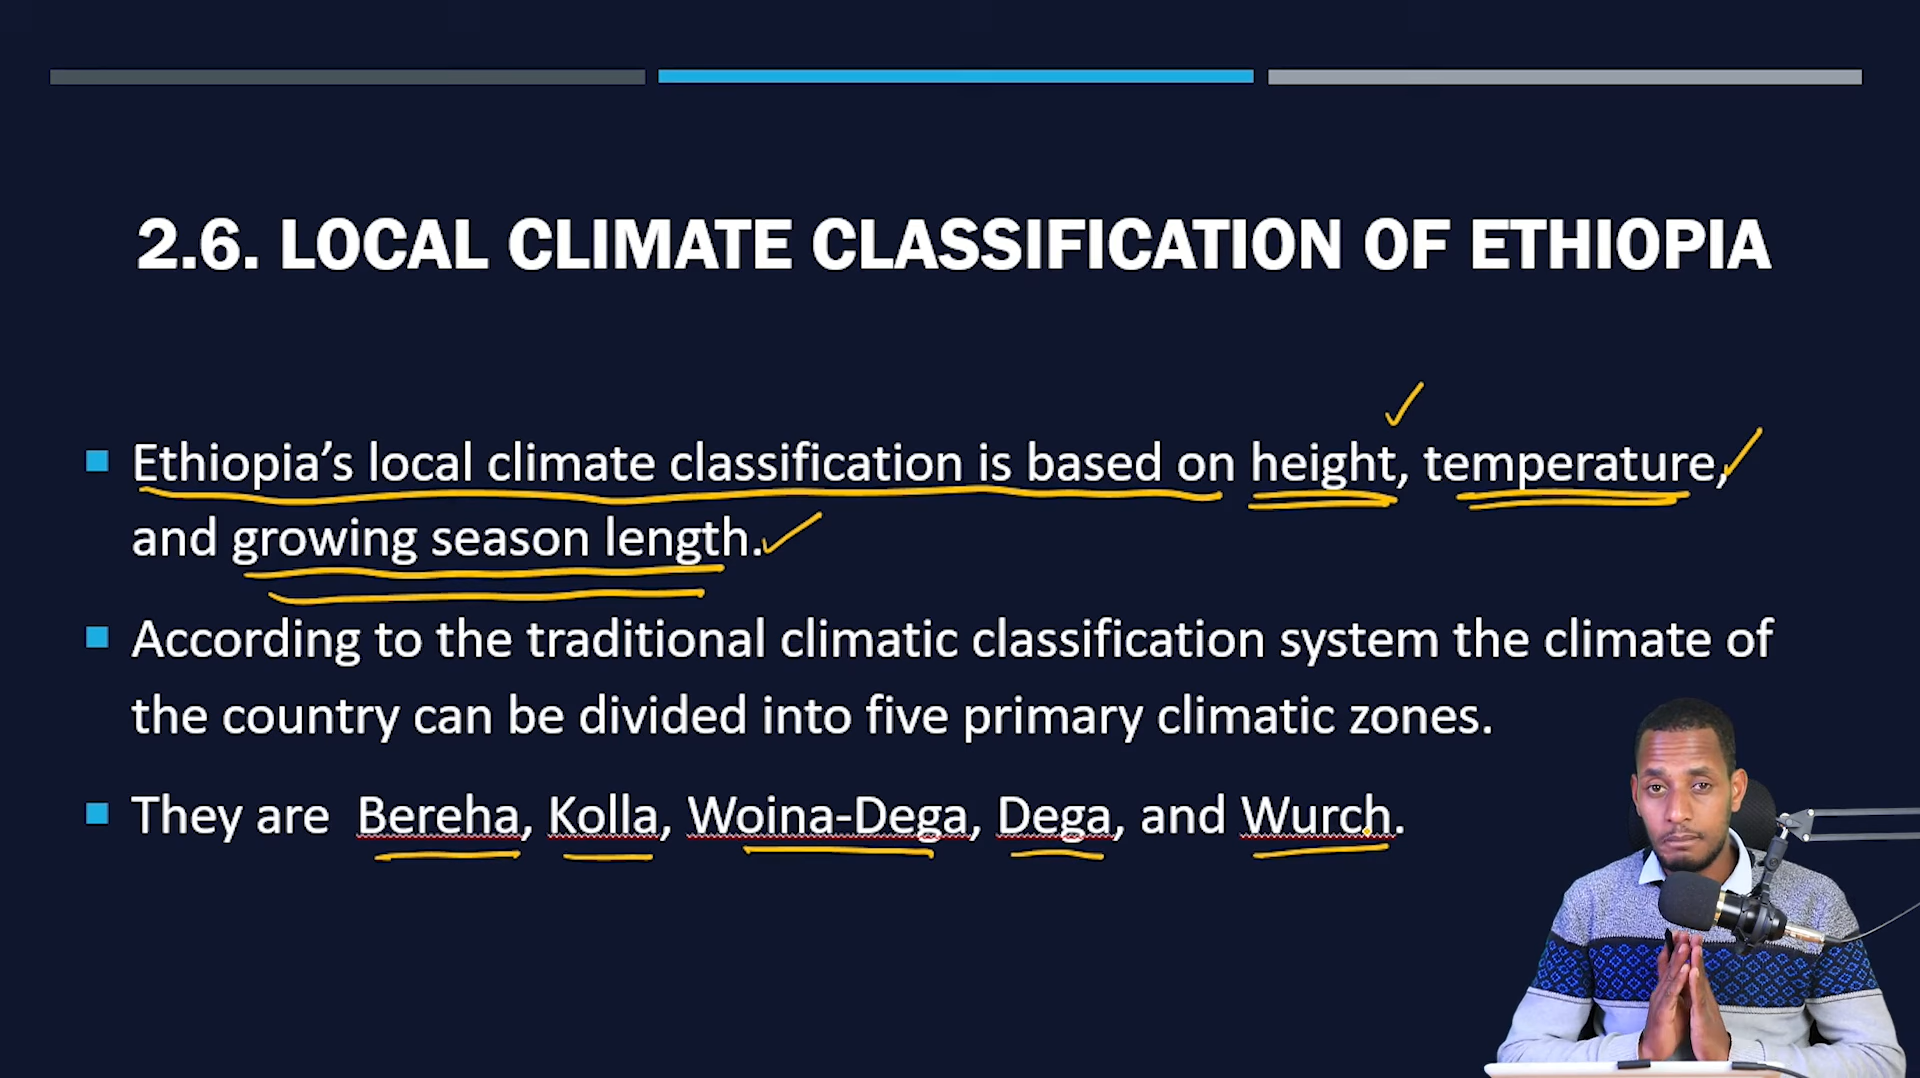 2.6. LOCAL CLIMATE CLASSIFICATION OF ETHIOPIA
Ethiopia’s local climate classification is based on height, temperature,
and growing season length.
According to the traditional climatic classification system the climate of
the country can be divided into five primary climatic zones.
They are Bereha, Kolla, Woina-Dega, Dega, and Wurch.